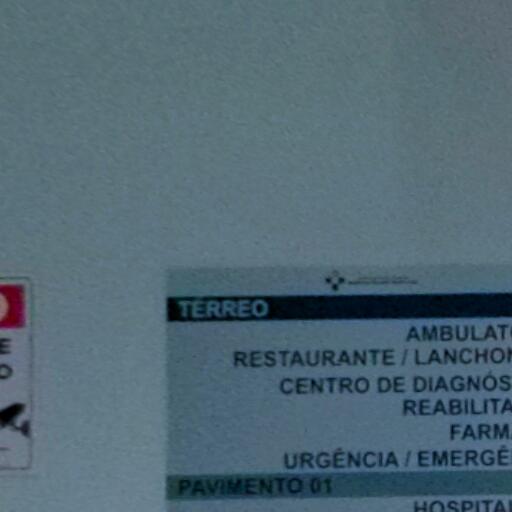 TÉRREO
AMBULATO
RESTAURANTE / LANCHON
CENTRO DE DIAGNÓS
REABILITA
FARMA
URGÊNCIA / EMERGÊ
PAVIMENTO 01
HOSPITAL
O
E
O